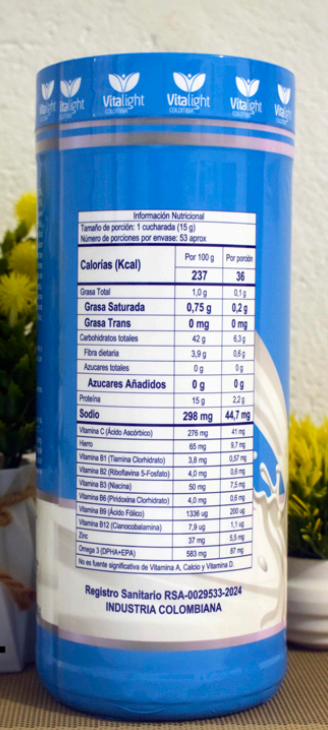 Vitalight Vitalight Vitalight Vitalight
COLOMBIA COLOMBIA COLOMBIA COLOMBIA
Información Nutricional
Tamaño de porción: 1 cucharada (15 g)
Número de porciones por envase: 53 aprox
Calorías (Kcal) Por 100 g Por porción
237 36
Grasa Total 1,0 g 0,1 g
Grasa Saturada 0,75 g 0,2 g
Grasa Trans 0 mg 0 mg
Carbohidratos totales 42 g 6,3 g
Fibra dietaria 3,9 g 0,6 g
Azucares totales 0 g 0 g
Azucares Añadidos 0 g 0 g
Proteína 15 g 2,2 g
Sodio 298 mg 44,7 mg
Vitamina C (Ácido Ascórbico) 276 mg 41 mg
Hierro 65 mg 9,7 mg
Vitamina B1 (Tiamina Clorhidrato) 3,8 mg 0,57 mg
Vitamina B2 (Riboflavina 5-Fosfato) 4,0 mg 0,6 mg
Vitamina B3 (Niacina) 50 mg 7,5 mg
Vitamina B6 (Piridoxina Clorhidrato) 4,0 mg 0,6 mg
Vitamina B9 (Ácido Fólico) 1336 ug 200 ug
Vitamina B12 (Cianocobalamina) 7,9 ug 1,1 ug
Zinc 37 mg 5,5 mg
Omega 3 (DPHA+EPA) 583 mg 87 mg
No es fuente significativa de Vitamina A, Calcio y Vitamina D.
Registro Sanitario RSA-0029533-2024
INDUSTRIA COLOMBIANA